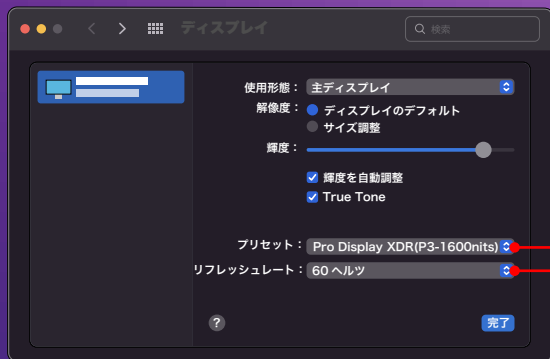 ディスプレイ
検索
使用形態： 主ディスプレイ
解像度： ディスプレイのデフォルト
サイズ調整
輝度：
輝度を自動調整
True Tone
プリセット： Pro Display XDR(P3-1600nits)
リフレッシュレート： 60 ヘルツ
?
完了